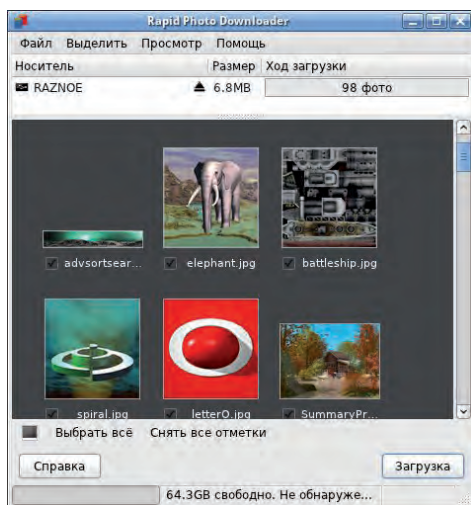 Rapid Photo Downloader
Файл Выделить Просмотр Помощь
Носитель Размер Ход загрузки
RAZNOE 6.8MB 98 фото
advsortsear... elephant.jpg battleship.jpg
spiral.jpg letterO.jpg SummaryPr...
Выбрать всё Снять все отметки
Справка Загрузка
64.3GB свободно. Не обнаруже...